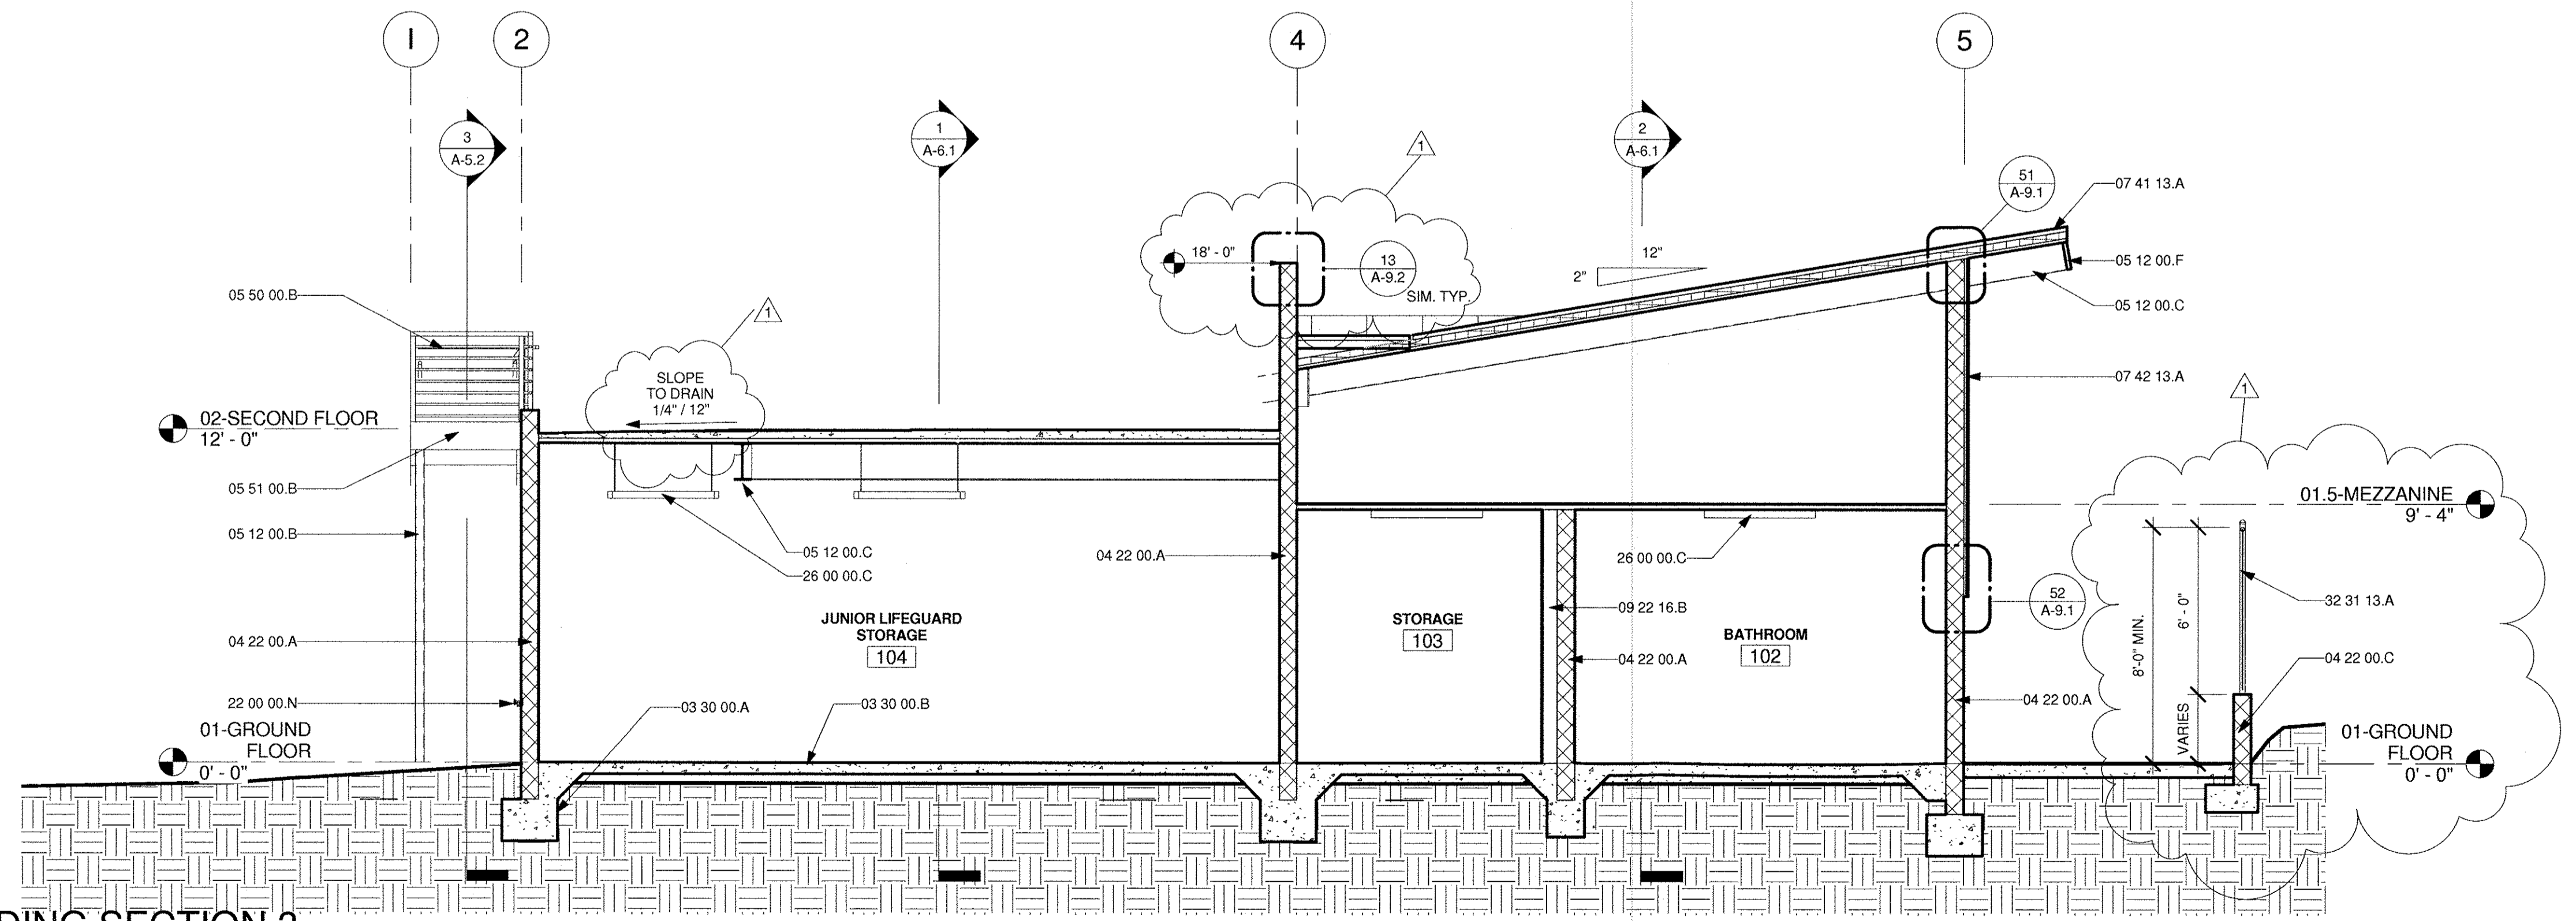 1
2
4
5
3
A-5.2
1
A-6.1
2
A-6.1
1
51
A-9.1
07 41 13.A
18' - 0"
13
A-9.2
SIM. TYP.
12"
2"
05 12 00.F
05 12 00.C
05 50 00.B
1
SLOPE
TO DRAIN
1/4" / 12"
07 42 13.A
1
02-SECOND FLOOR
12' - 0"
05 51 00.B
01.5-MEZZANINE
9' - 4"
05 12 00.B
05 12 00.C
26 00 00.C
04 22 00.A
26 00 00.C
52
A-9.1
32 31 13.A
8'-0" MIN.
6' - 0"
VARIES
JUNIOR LIFEGUARD
STORAGE
104
STORAGE
103
09 22 16.B
BATHROOM
102
04 22 00.A
04 22 00.A
04 22 00.C
22 00 00.N
03 30 00.A
03 30 00.B
04 22 00.A
01-GROUND
FLOOR
0' - 0"
01-GROUND
FLOOR
0' - 0"